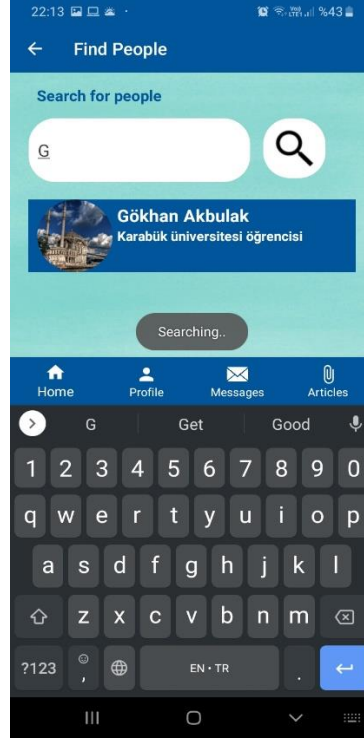 22:13 %43
Find People
Search for people
G
Gökhan Akbulak
Karabük üniversitesi öğrencisi
Searching..
Home Profile Messages Articles
G Get Good
1 2 3 4 5 6 7 8 9 0
q w e r t y u i o p
a s d f g h j k l
z x c v b n m
?123 , EN • TR .